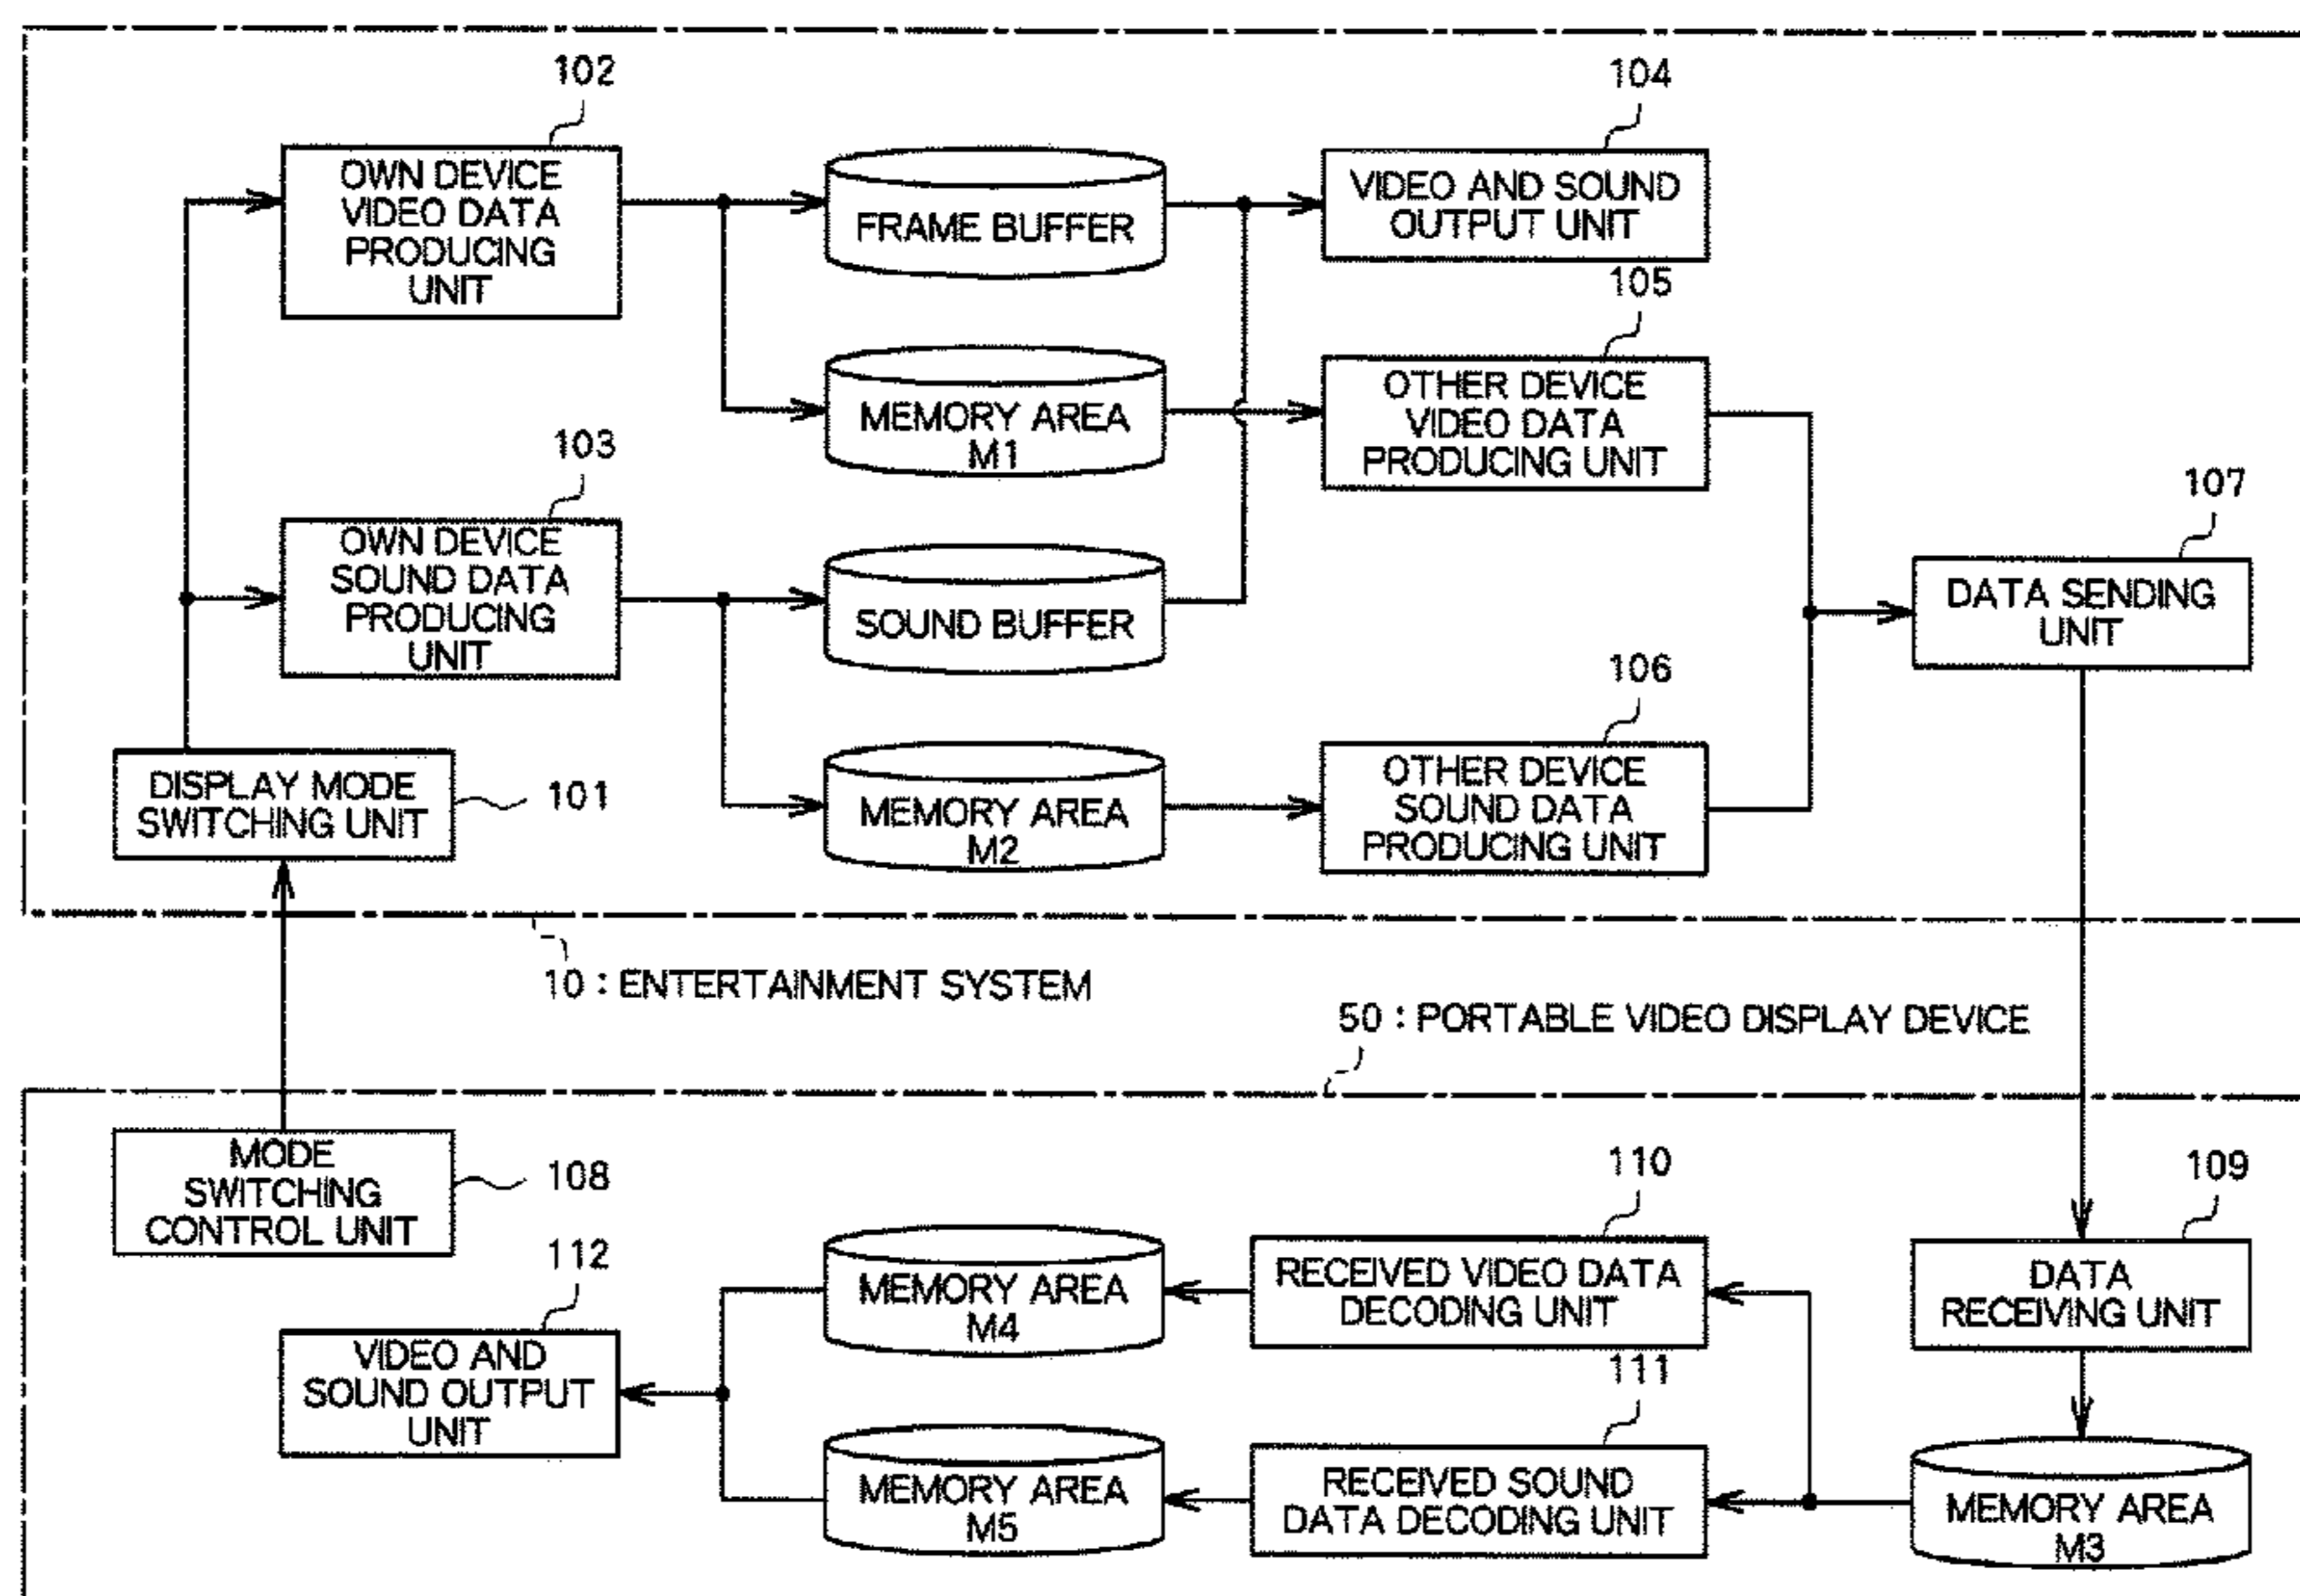 102
104
OWN DEVICE
VIDEO DATA
PRODUCING
UNIT
FRAME BUFFER
VIDEO AND SOUND
OUTPUT UNIT
105
MEMORY AREA
M1
OTHER DEVICE
VIDEO DATA
PRODUCING UNIT
103
107
OWN DEVICE
SOUND DATA
PRODUCING
UNIT
SOUND BUFFER
DATA SENDING
UNIT
106
DISPLAY MODE
SWITCHING UNIT
101
MEMORY AREA
M2
OTHER DEVICE
SOUND DATA
PRODUCING UNIT
10 : ENTERTAINMENT SYSTEM
50 : PORTABLE VIDEO DISPLAY DEVICE
MODE
SWITCHING
CONTROL UNIT
108
110
109
112
MEMORY AREA
M4
RECEIVED VIDEO DATA
DECODING UNIT
DATA
RECEIVING UNIT
VIDEO AND
SOUND OUTPUT
UNIT
111
MEMORY AREA
M5
RECEIVED SOUND
DATA DECODING UNIT
MEMORY AREA
M3